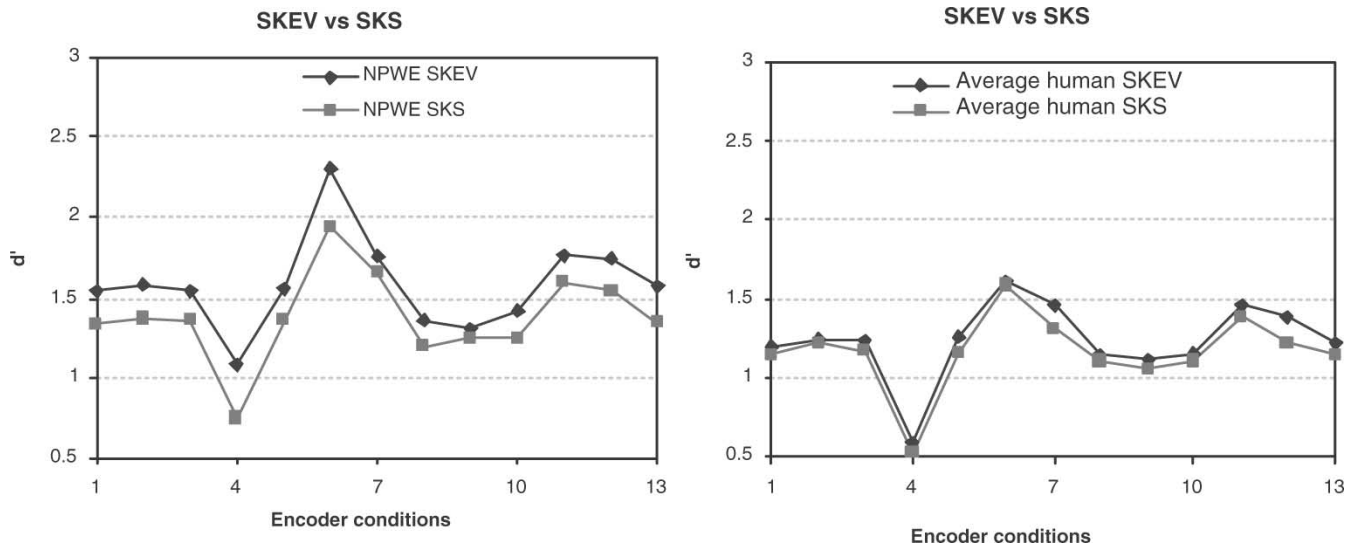 SKEV vs SKS
3
2.5
2
1.5
1
0.5
d'
NPWE SKEV
NPWE SKS
1 4 7 10 13
Encoder conditions
SKEV vs SKS
3
2.5
2
1.5
1
0.5
d'
Average human SKEV
Average human SKS
1 4 7 10 13
Encoder conditions